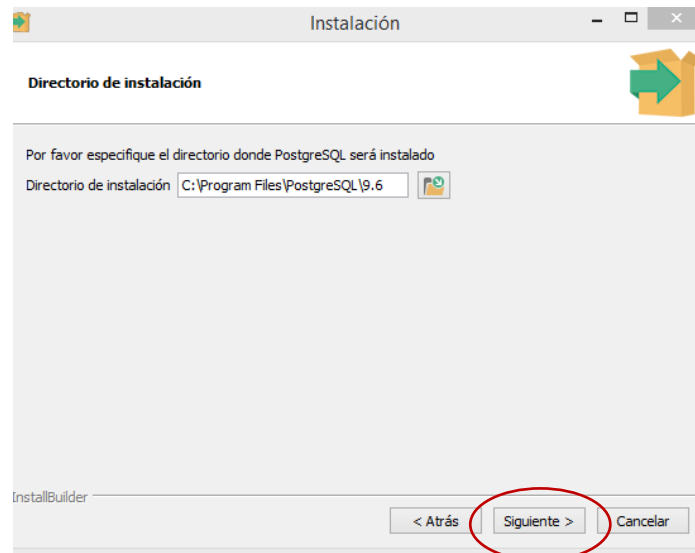 Instalación
Directorio de instalación
Por favor especifique el directorio donde PostgreSQL será instalado
Directorio de instalación C:\Program Files\PostgreSQL\9.6
InstallBuilder
< Atrás Siguiente > Cancelar